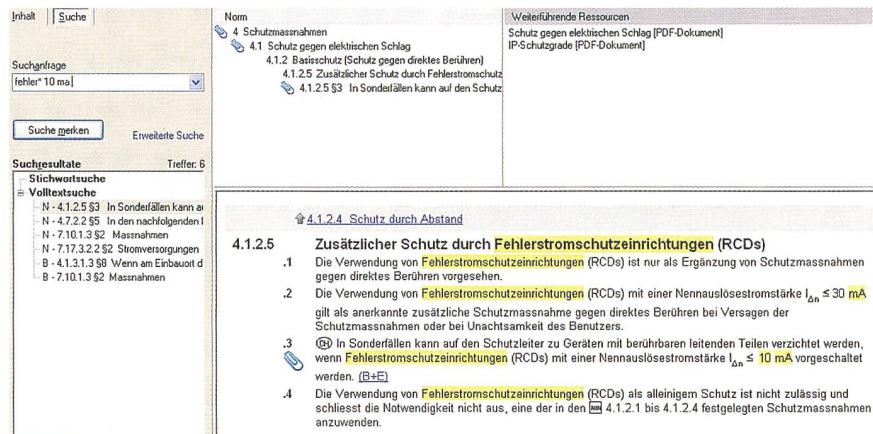 Inhalt Suche
Suchanfrage
fehler* 10 ma
Suche merken Erweiterte Suche
Suchresultate Treffer: 6
Stichwortsuche
Volltextsuche
N - 4.1.2.5 §3 In Sonderfällen kann a
N - 4.7.2.2 §5 In den nachfolgenden
N - 7.10.1.3 §2 Massnahmen
N - 7.17.3.2.2 §2 Stromversorgungen
B - 4.1.3.1.3 §8 Wenn am Einbauort d
B - 7.10.1.3 §2 Massnahmen
Norm
4 Schutzmassnahmen
4.1 Schutz gegen elektrischen Schlag
4.1.2 Basisschutz (Schutz gegen direktes Berühren)
4.1.2.5 Zusätzlicher Schutz durch Fehlerstromschutz
4.1.2.5 §3 In Sonderfällen kann auf den Schutz
Weiterführende Ressourcen
Schutz gegen elektrischen Schlag [PDF-Dokument]
IP-Schutzgrade [PDF-Dokument]
4.1.2.4 Schutz durch Abstand
4.1.2.5 Zusätzlicher Schutz durch Fehlerstromschutzeinrichtungen (RCDs)
.1 Die Verwendung von Fehlerstromschutzeinrichtungen (RCDs) ist nur als Ergänzung von Schutzmassnahmen
gegen direktes Berühren vorgesehen.
.2 Die Verwendung von Fehlerstromschutzeinrichtungen (RCDs) mit einer Nennauslösestromstärke I∆n ≤ 30 mA
gilt als anerkannte zusätzliche Schutzmassnahme gegen direktes Berühren bei Versagen der
Schutzmassnahmen oder bei Unachtsamkeit des Benutzers.
.3 (CH) In Sonderfällen kann auf den Schutzleiter zu Geräten mit berührbaren leitenden Teilen verzichtet werden,
wenn Fehlerstromschutzeinrichtungen (RCDs) mit einer Nennauslösestromstärke I∆n ≤ 10 mA vorgeschaltet
werden. (B+E)
.4 Die Verwendung von Fehlerstromschutzeinrichtungen (RCDs) als alleinigem Schutz ist nicht zulässig und
schliesst die Notwendigkeit nicht aus, eine der in den NIN 4.1.2.1 bis 4.1.2.4 festgelegten Schutzmassnahmen
anzuwenden.